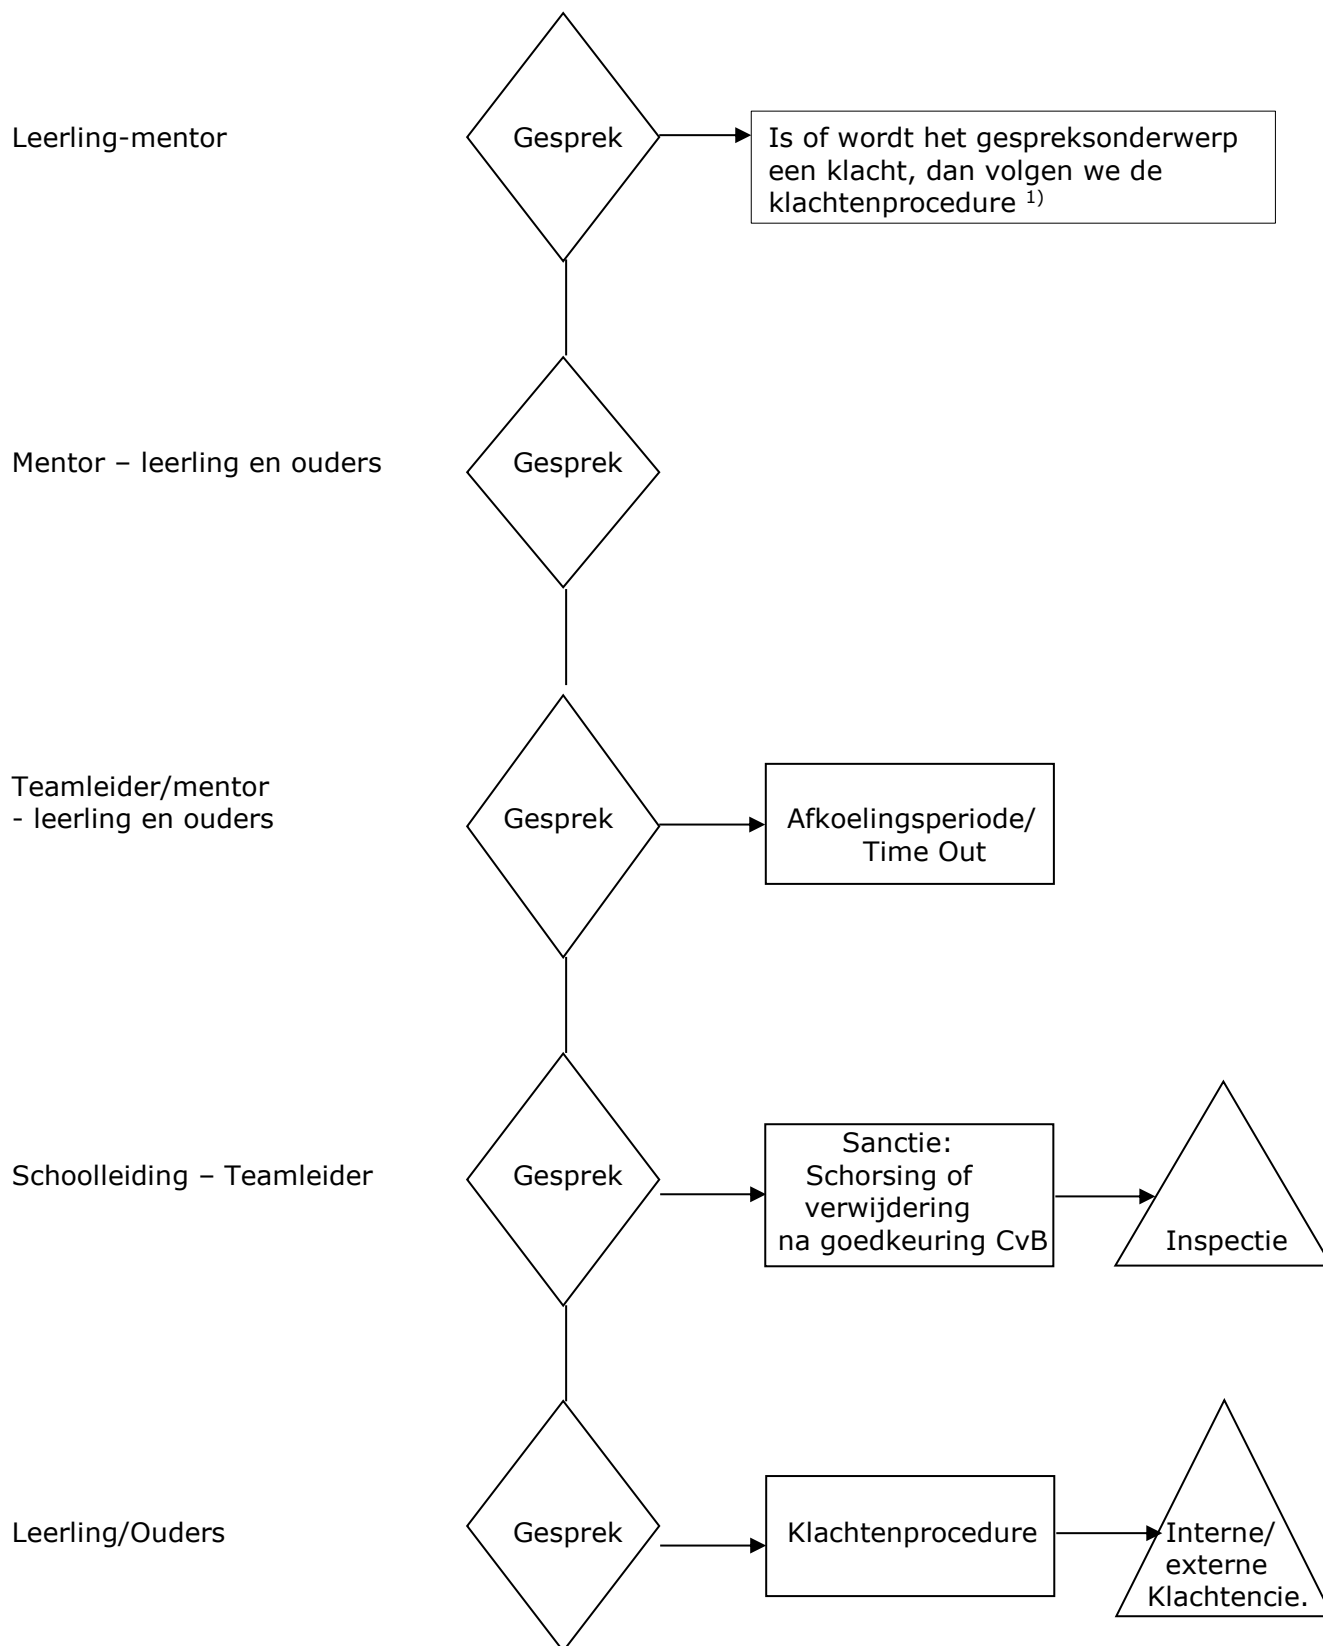 Leerling-mentor
Gesprek
Is of wordt het gespreksonderwerp
een klacht, dan volgen we de
klachtenprocedure 1)
Mentor – leerling en ouders
Gesprek
Teamleider/mentor
- leerling en ouders
Gesprek
Afkoelingsperiode/
Time Out
Schoolleiding – Teamleider
Gesprek
Sanctie:
Schorsing of
verwijdering
na goedkeuring CvB
Inspectie
Leerling/Ouders
Gesprek
Klachtenprocedure
Interne/
externe
Klachtencie.